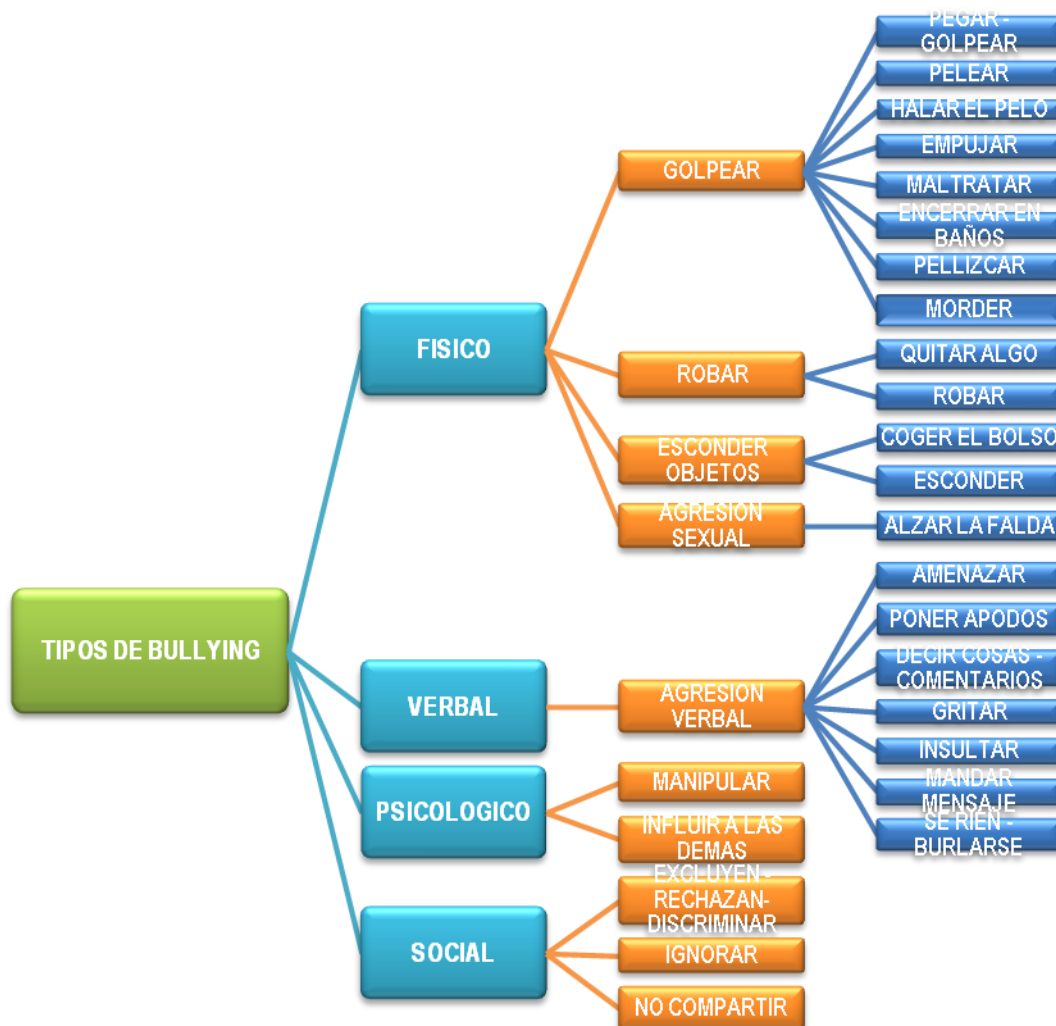 TIPOS DE BULLYING
FISICO
GOLPEAR
PEGAR -
GOLPEAR
PELEAR
HALAR EL PELO
EMPUJAR
MALTRATAR
ENCERRAR EN
BAÑOS
PELLIZCAR
MORDER
ROBAR
QUITAR ALGO
ROBAR
ESCONDER
OBJETOS
COGER EL BOLSO
ESCONDER
AGRESION
SEXUAL
ALZAR LA FALDA
VERBAL
AGRESION
VERBAL
AMENAZAR
PONER APODOS
DECIR COSAS -
COMENTARIOS
GRITAR
INSULTAR
MANDAR
MENSAJE
SE RIEN -
BURLARSE
PSICOLOGICO
MANIPULAR
INFLUIR A LAS
DEMAS
SOCIAL
EXCLUYEN -
RECHAZAN-
DISCRIMINAR
IGNORAR
NO COMPARTIR